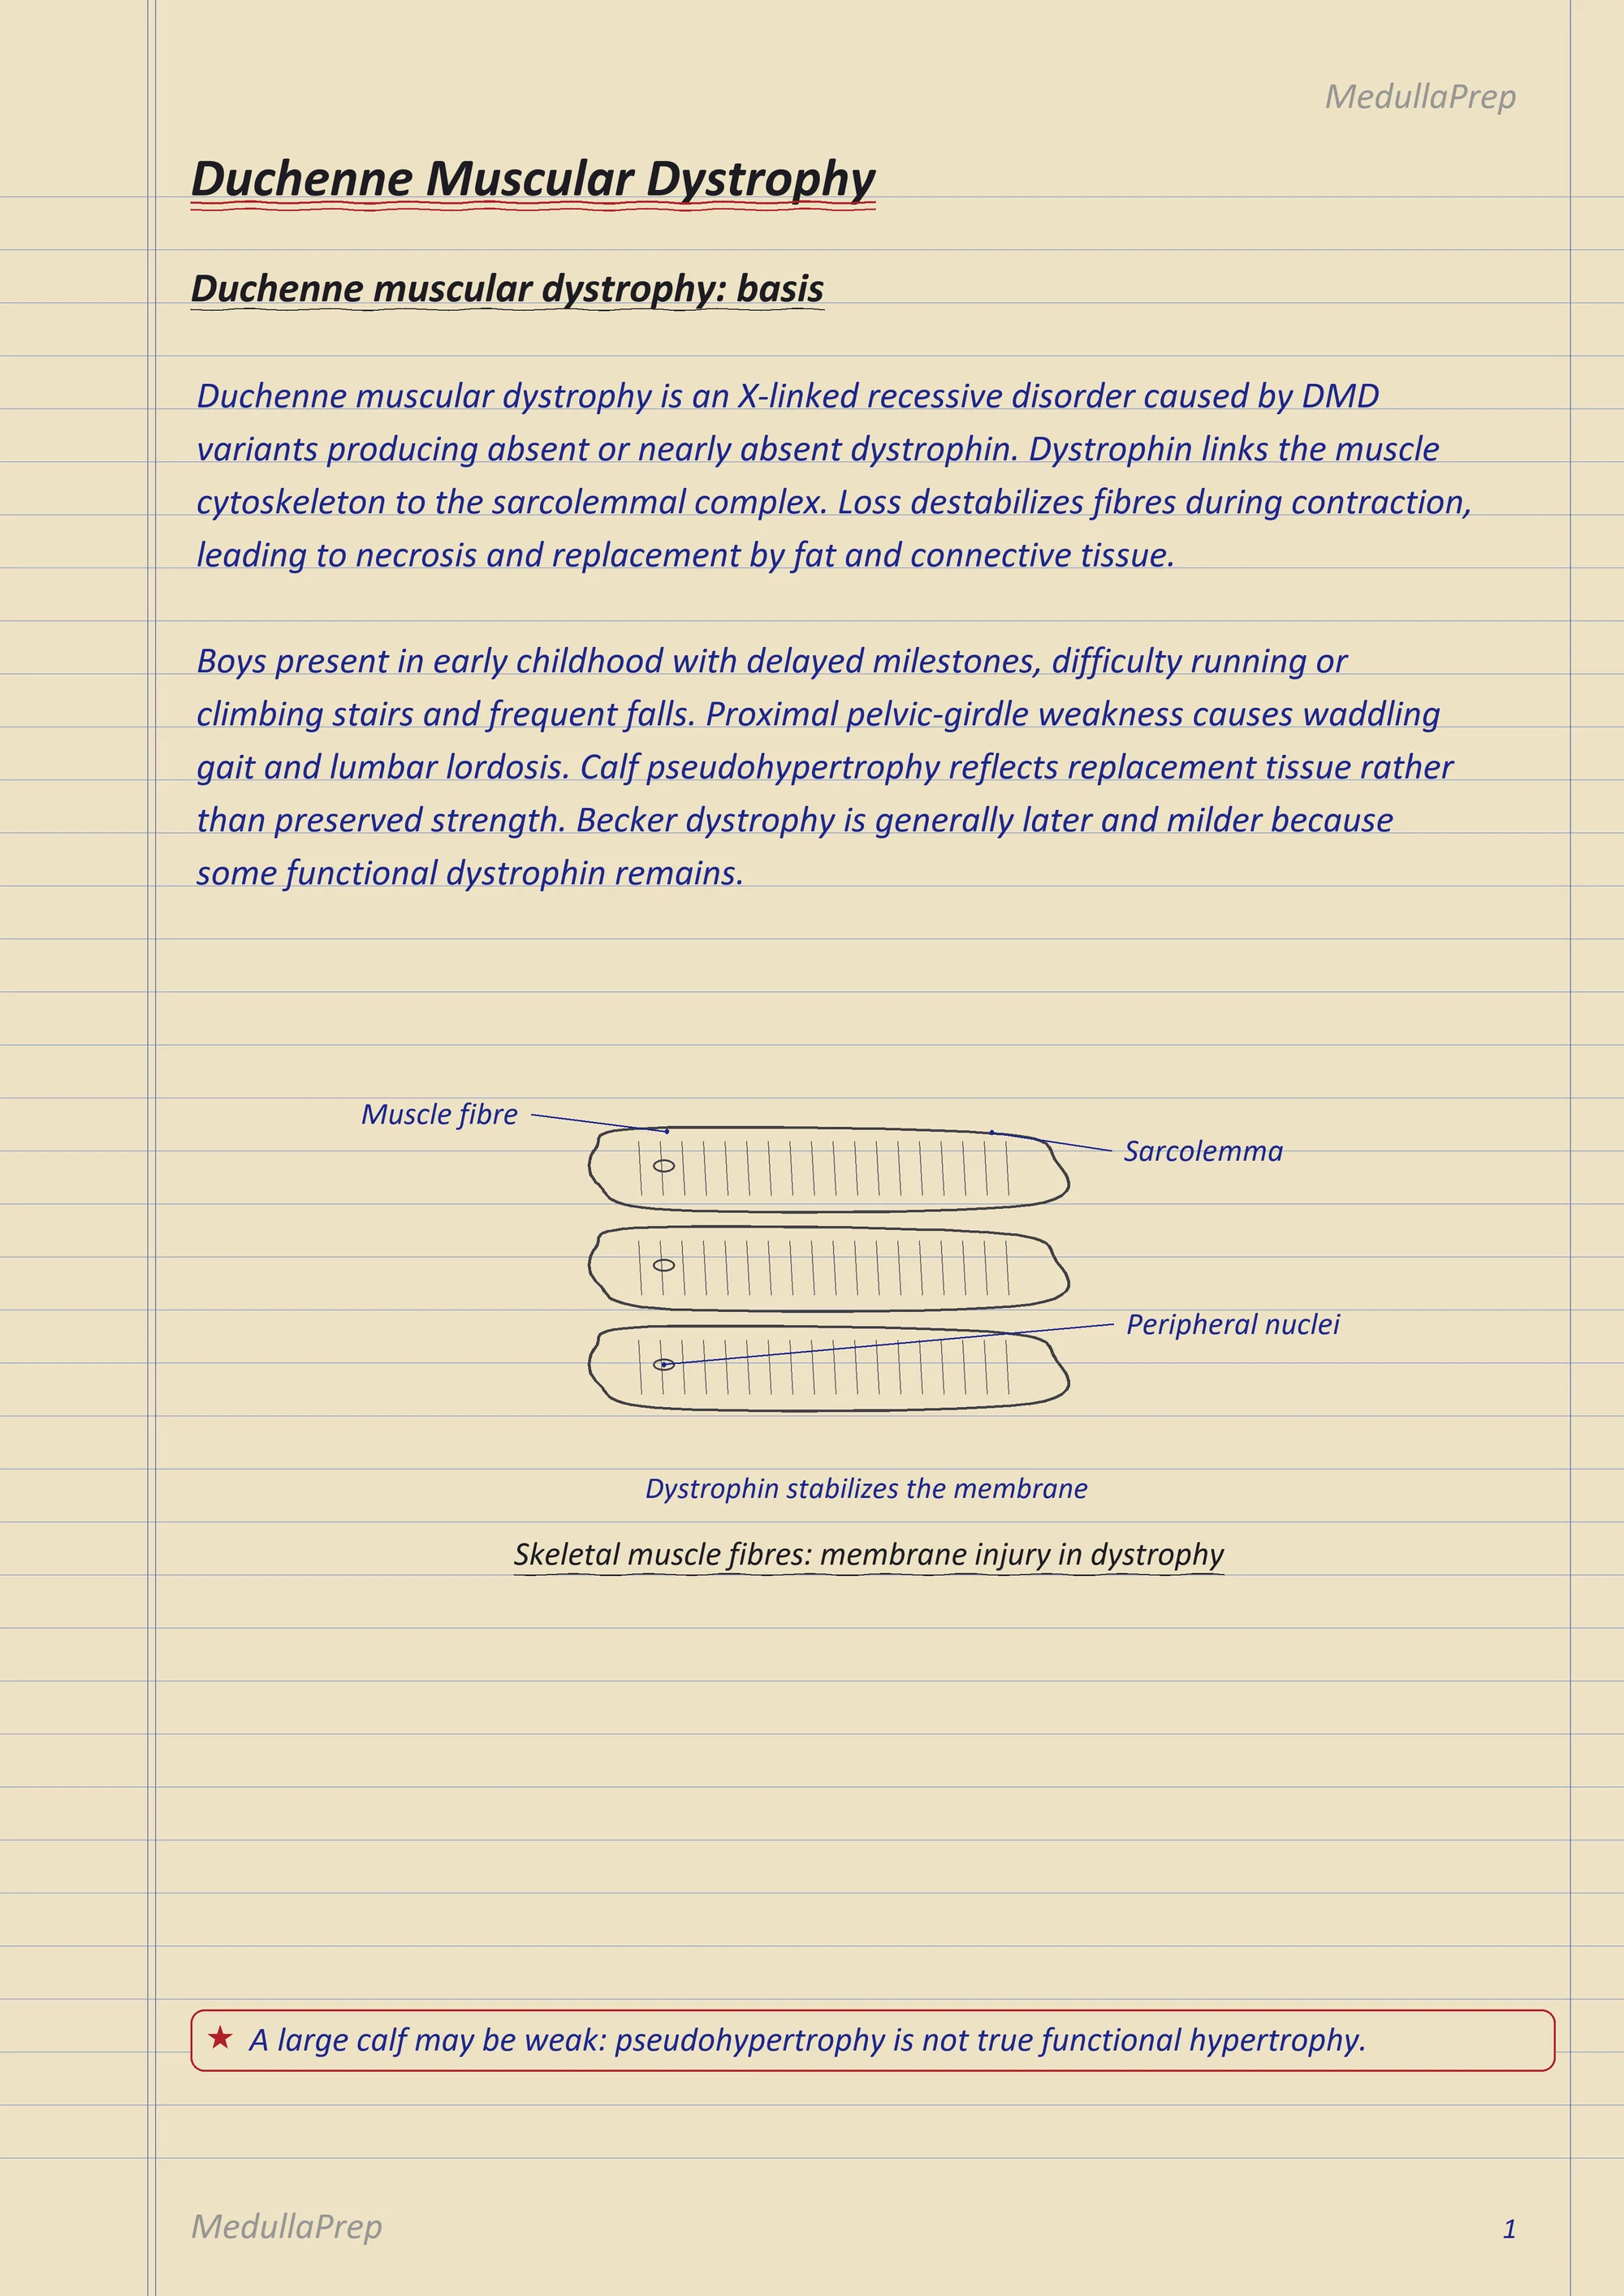 MedullaPrep
Duchenne Muscular Dystrophy
Duchenne muscular dystrophy: basis
Duchenne muscular dystrophy is an X-linked recessive disorder caused by DMD
variants producing absent or nearly absent dystrophin. Dystrophin links the muscle
cytoskeleton to the sarcolemmal complex. Loss destabilizes fibres during contraction,
leading to necrosis and replacement by fat and connective tissue.
Boys present in early childhood with delayed milestones, difficulty running or
climbing stairs and frequent falls. Proximal pelvic-girdle weakness causes waddling
gait and lumbar lordosis. Calf pseudohypertrophy reflects replacement tissue rather
than preserved strength. Becker dystrophy is generally later and milder because
some functional dystrophin remains.
Muscle fibre
Sarcolemma
Peripheral nuclei
Dystrophin stabilizes the membrane
Skeletal muscle fibres: membrane injury in dystrophy
★ A large calf may be weak: pseudohypertrophy is not true functional hypertrophy.
MedullaPrep
1